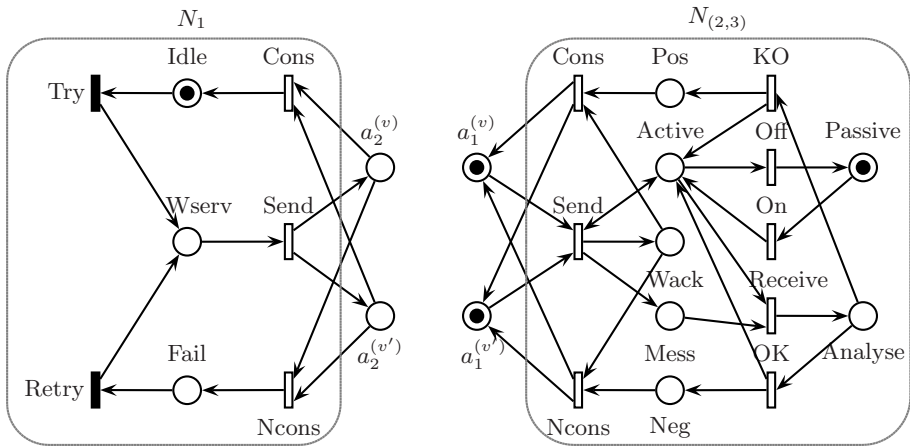 N₁
N₍₂,₃₎
Idle
Cons
Try
a₂⁽ᵛ⁾
Wserv
Send
Fail
a₂⁽ᵛ'⁾
Retry
Ncons
Cons
Pos
KO
a₁⁽ᵛ⁾
Active
Off
Passive
Send
On
Wack
Receive
a₁⁽ᵛ'⁾
Mess
OK
Analyse
Ncons
Neg